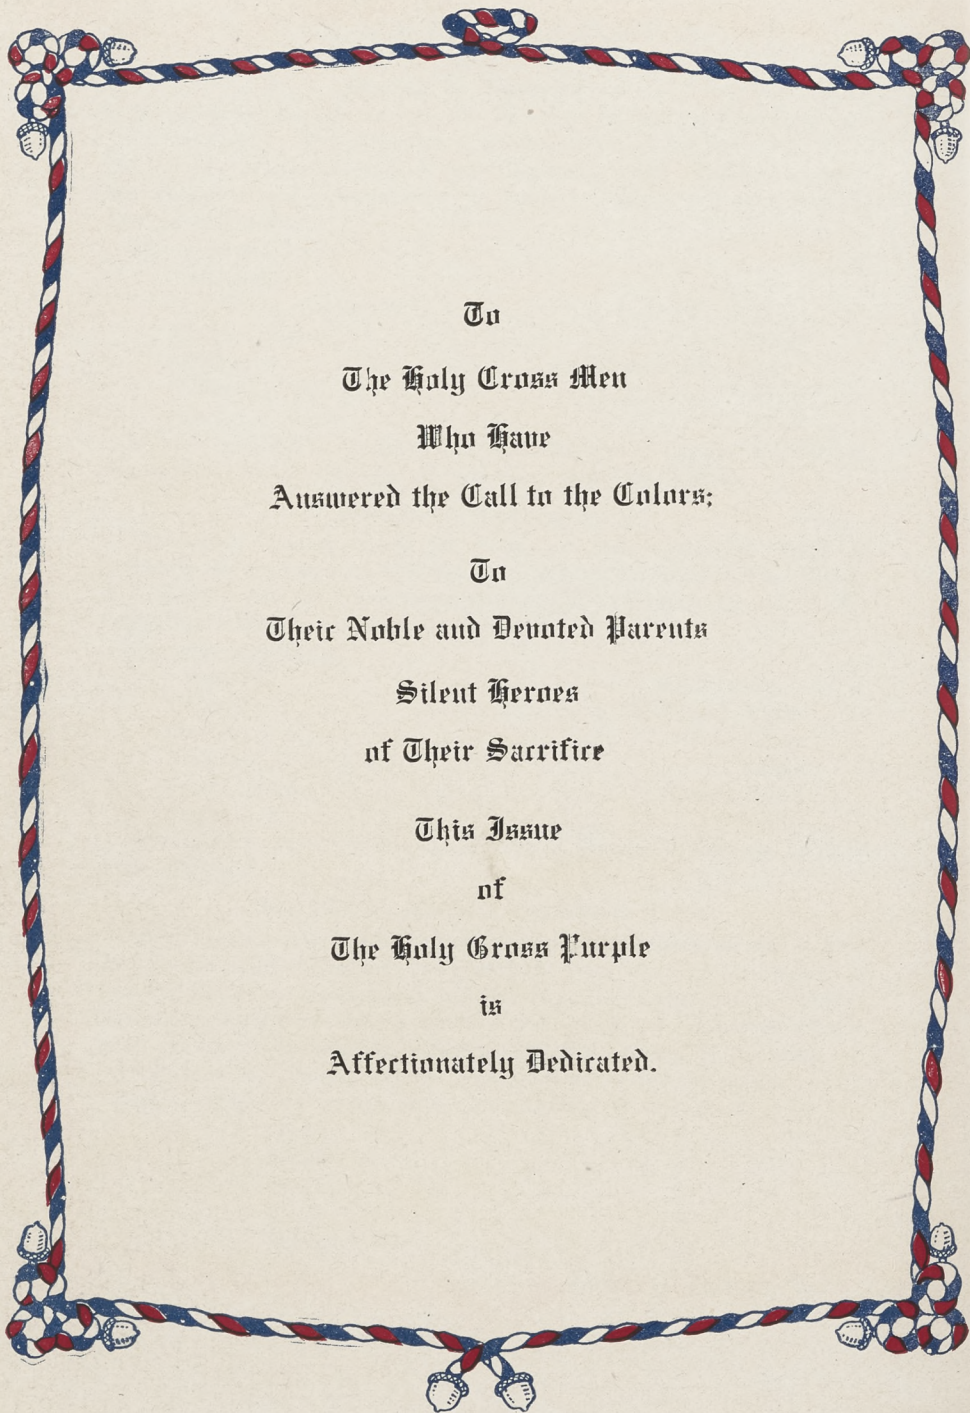 To
The Holy Cross Men
Who Have
Answered the Call to the Colors;
To
Their Noble and Devoted Parents
Silent Heroes
of Their Sacrifice
This Issue
of
The Holy Gross Purple
is
Affectionately Dedicated.